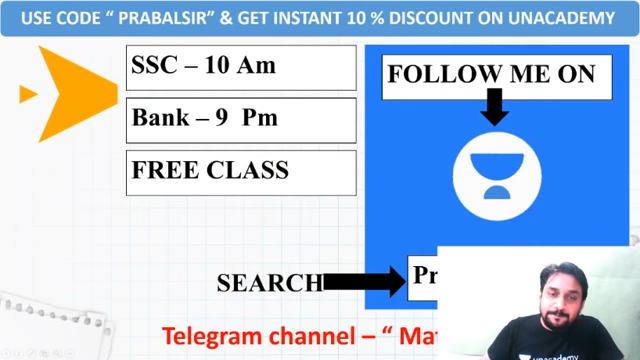 USE CODE “ PRABALSIR” & GET INSTANT 10 % DISCOUNT ON UNACADEMY
SSC – 10 Am
FOLLOW ME ON
Bank – 9 Pm
FREE CLASS
SEARCH
Telegram channel – “
unacademy